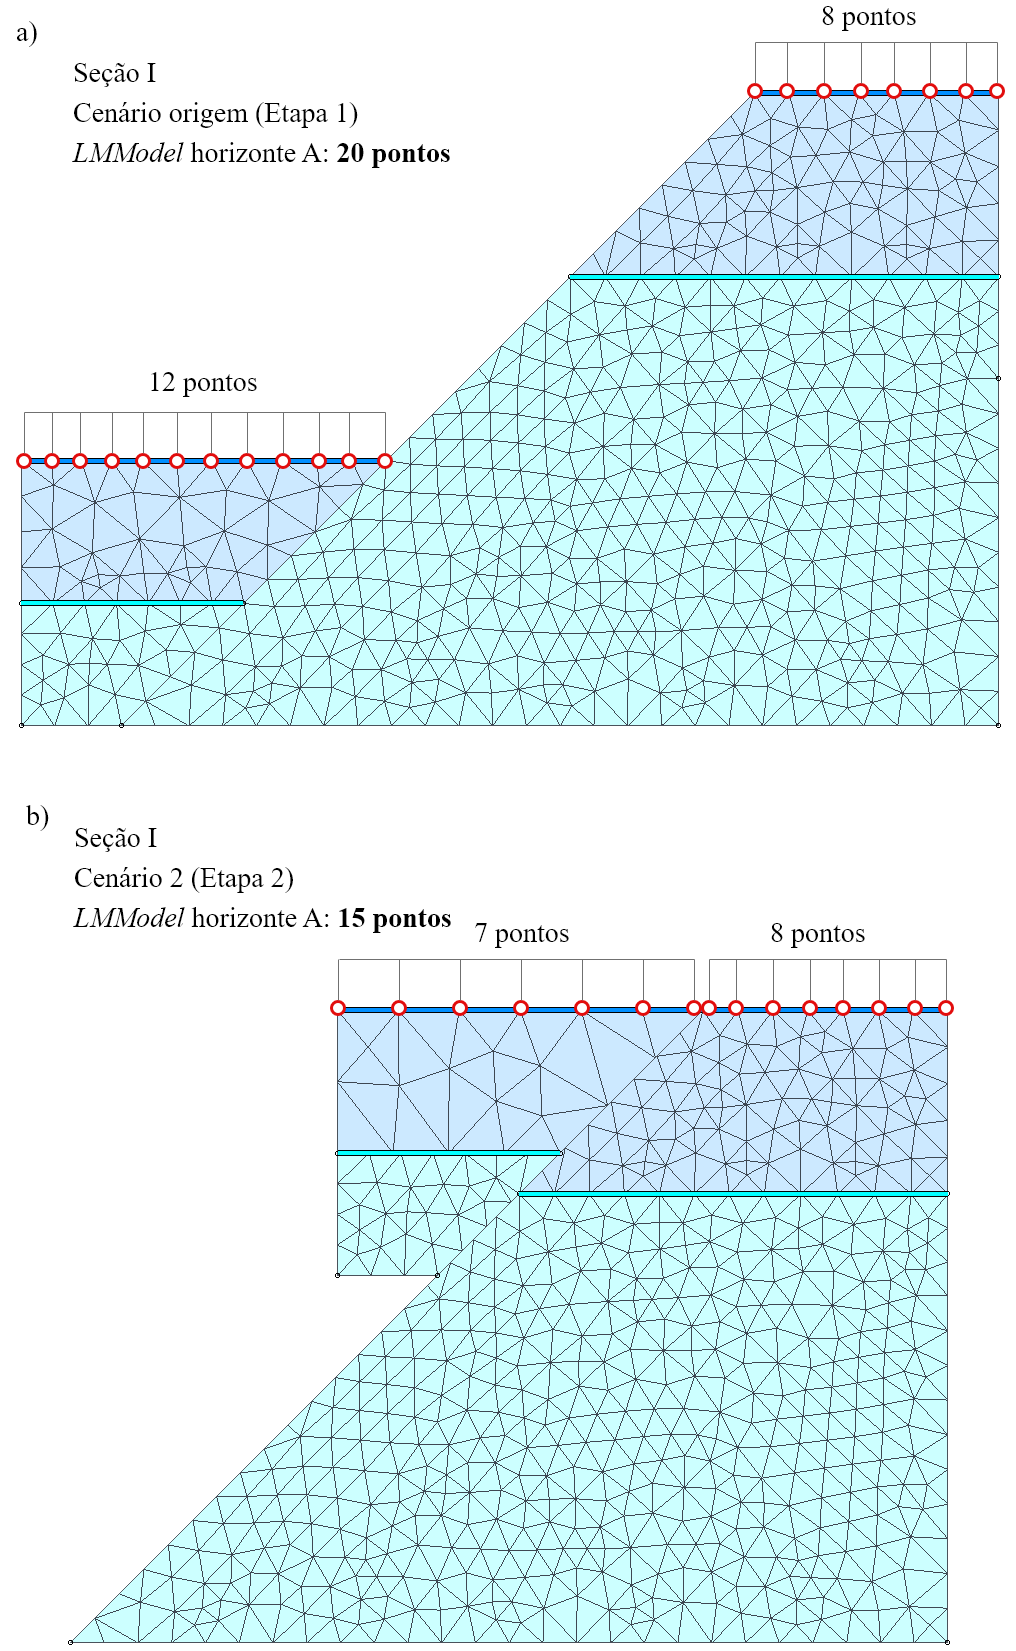 a)
8 pontos
Seção I
Cenário origem (Etapa 1)
LMModel horizonte A: 20 pontos
12 pontos
b)
Seção I
Cenário 2 (Etapa 2)
LMModel horizonte A: 15 pontos
7 pontos
8 pontos